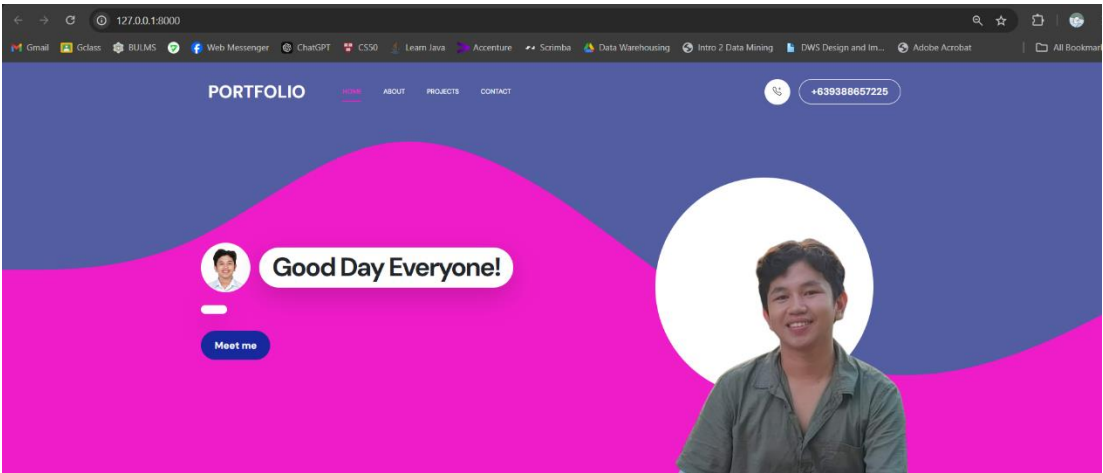 127.0.0.1:8000
Gmail Gclass BULMS Web Messenger ChatGPT CS50 Learn Java Accenture Scrimba Data Warehousing Intro 2 Data Mining DWS Design and Im... Adobe Acrobat All Bookmar
PORTFOLIO HOME ABOUT PROJECTS CONTACT +639388657225
Good Day Everyone!
Meet me